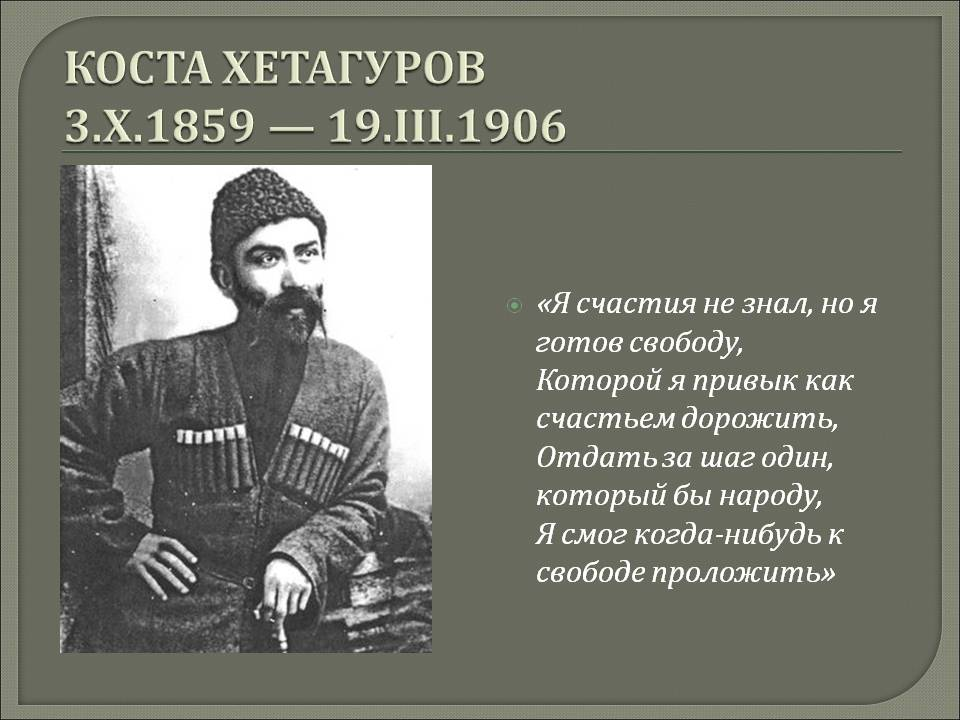 КОСТА ХЕТАГУРОВ
3.X.1859 — 19.III.1906
«Я счастия не знал, но я
готов свободу,
Которой я привык как
счастьем дорожить,
Отдать за шаг один,
который бы народу,
Я смог когда-нибудь к
свободе проложить»